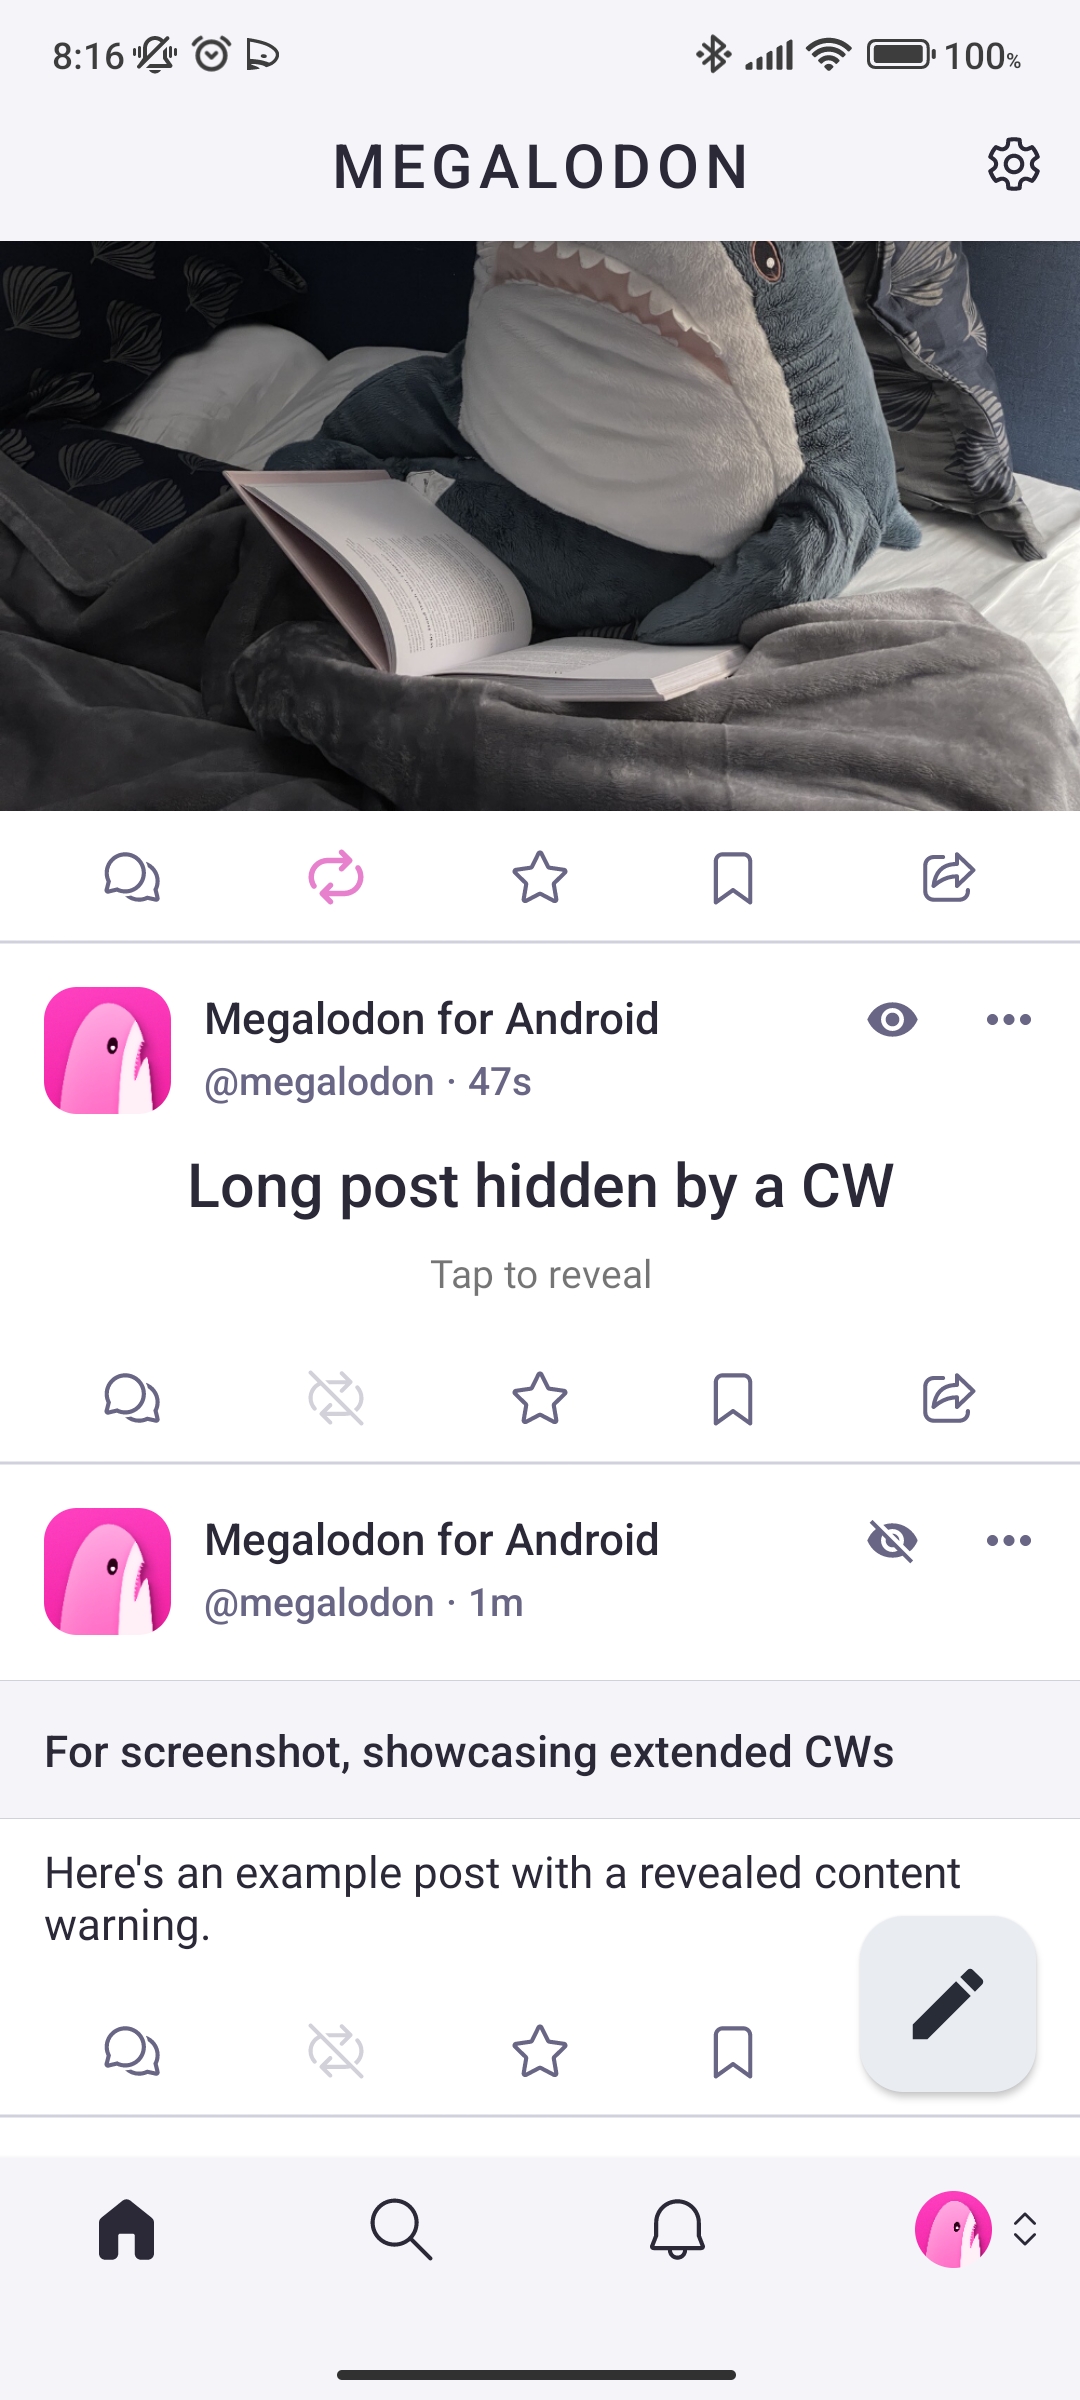 8:16
100%
MEGALODON
Megalodon for Android
@megalodon · 47s
Long post hidden by a CW
Tap to reveal
Megalodon for Android
@megalodon · 1m
For screenshot, showcasing extended CWs
Here's an example post with a revealed content
warning.